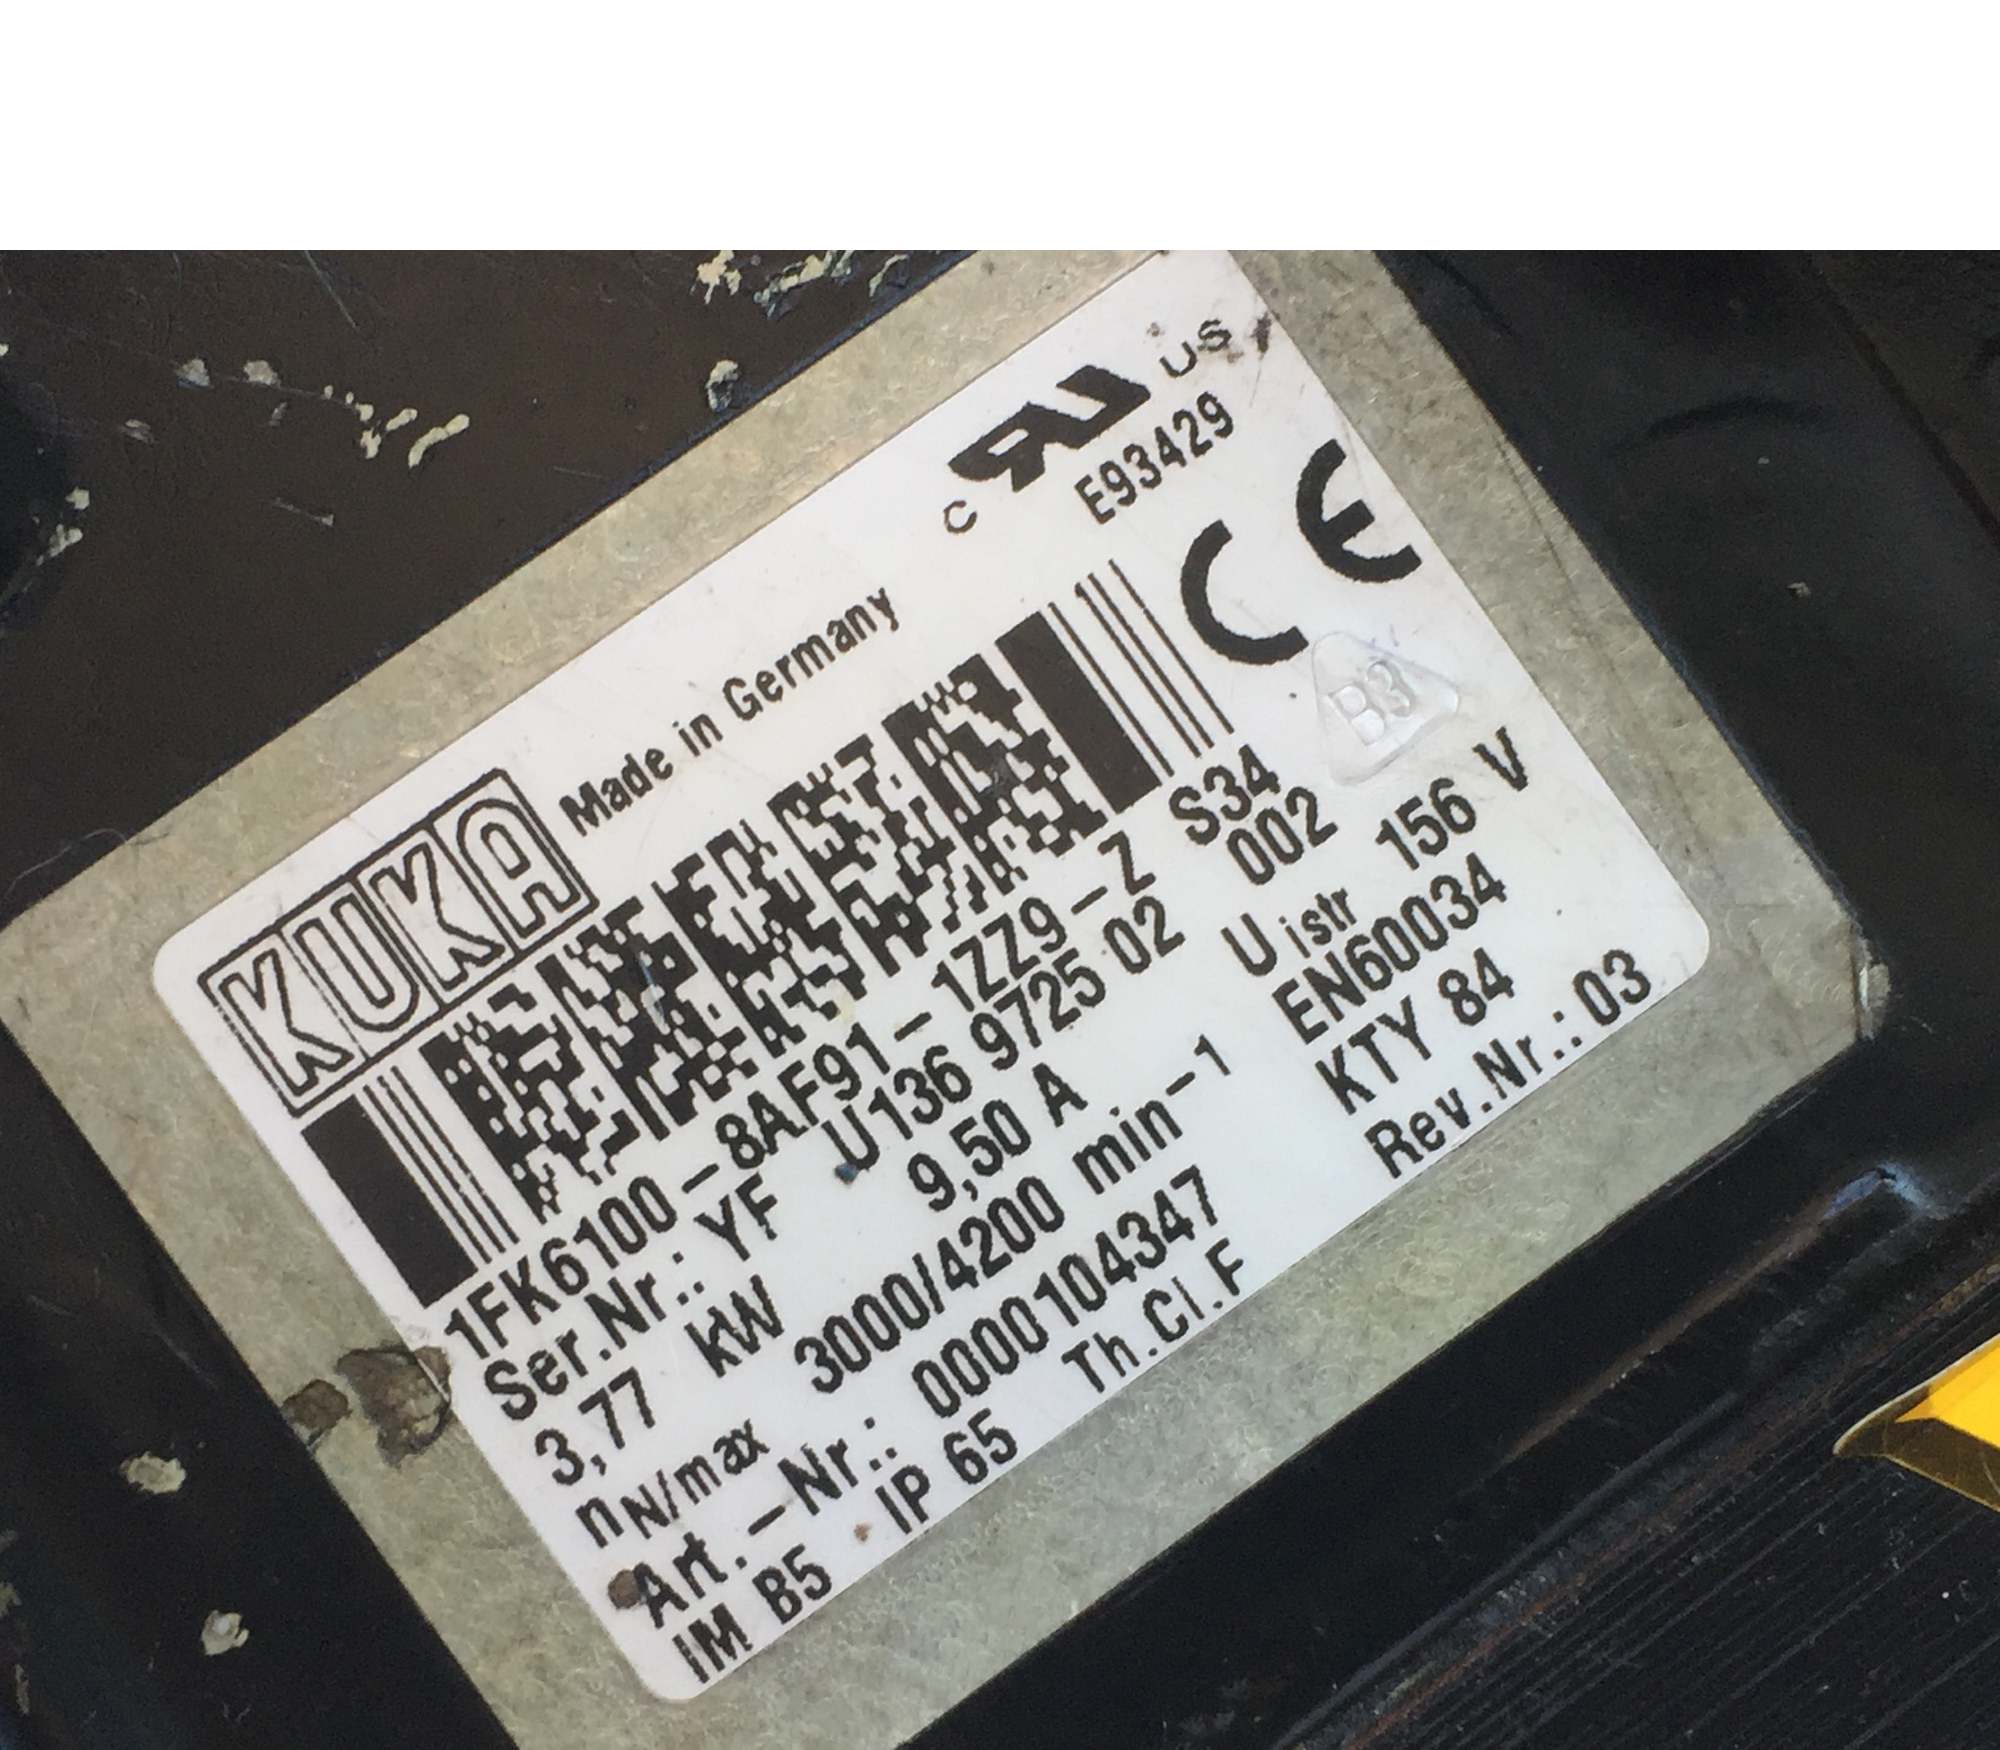 KUKA Made in Germany
c RU US
E93429
CE
B3
1FK6100-8AF91-1ZZ9-Z S34
Ser.Nr.: YF U136 9725 02 002
3,77 kW 9,50 A U istr 156 V
nN/max 3000/4200 min-1 EN60034
Art.-Nr.: 0000104347 KTY 84
IM B5 IP 65 Th.Cl.F Rev.Nr.:03